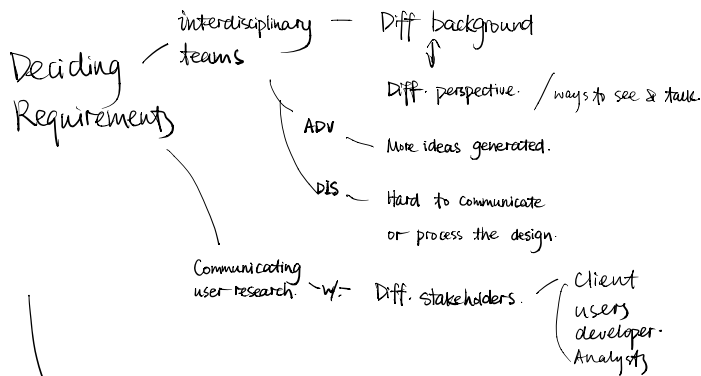 Deciding
Requirements
interdisciplinary
teams
Diff background
Diff. perspective. / ways to see & talk.
ADV
More ideas generated.
DIS
Hard to communicate
or process the design.
Communicating
user research.
w/.
Diff. stakeholders.
Client
users
developer.
Analysts